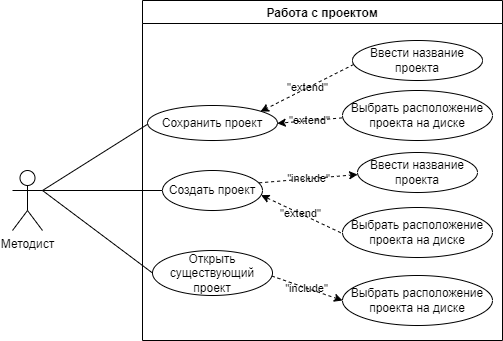 Работа с проектом
Ввести название
проекта
"extend"
Выбрать расположение
проекта на диске
"extend"
Сохранить проект
Ввести название
проекта
"include"
Создать проект
"extend"
Выбрать расположение
проекта на диске
Методист
Открыть
существующий
проект
"include"
Выбрать расположение
проекта на диске